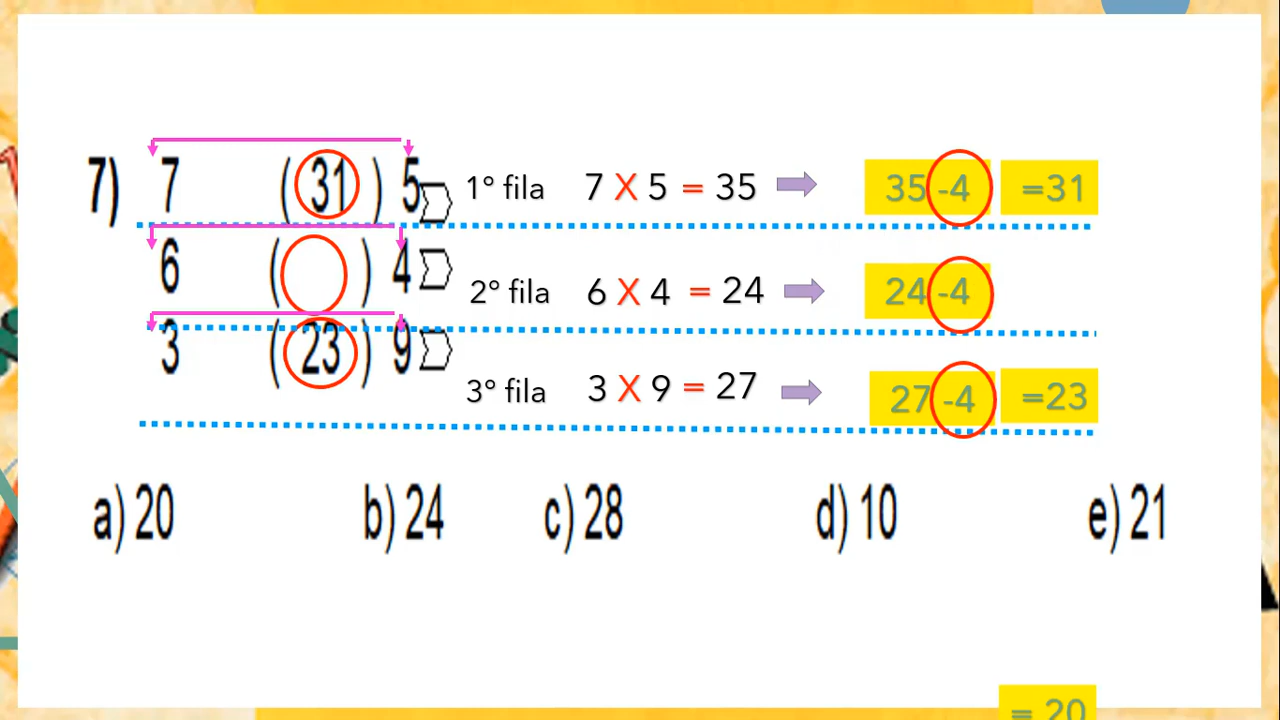 7) 7 ( 31 ) 5 1° fila 7 X 5 = 35 35 -4 =31
6 ( ) 4 2° fila 6 X 4 = 24 24 -4
3 ( 23 ) 9 3° fila 3 X 9 = 27 27 -4 =23
a) 20 b) 24 c) 28 d) 10 e) 21
= 20